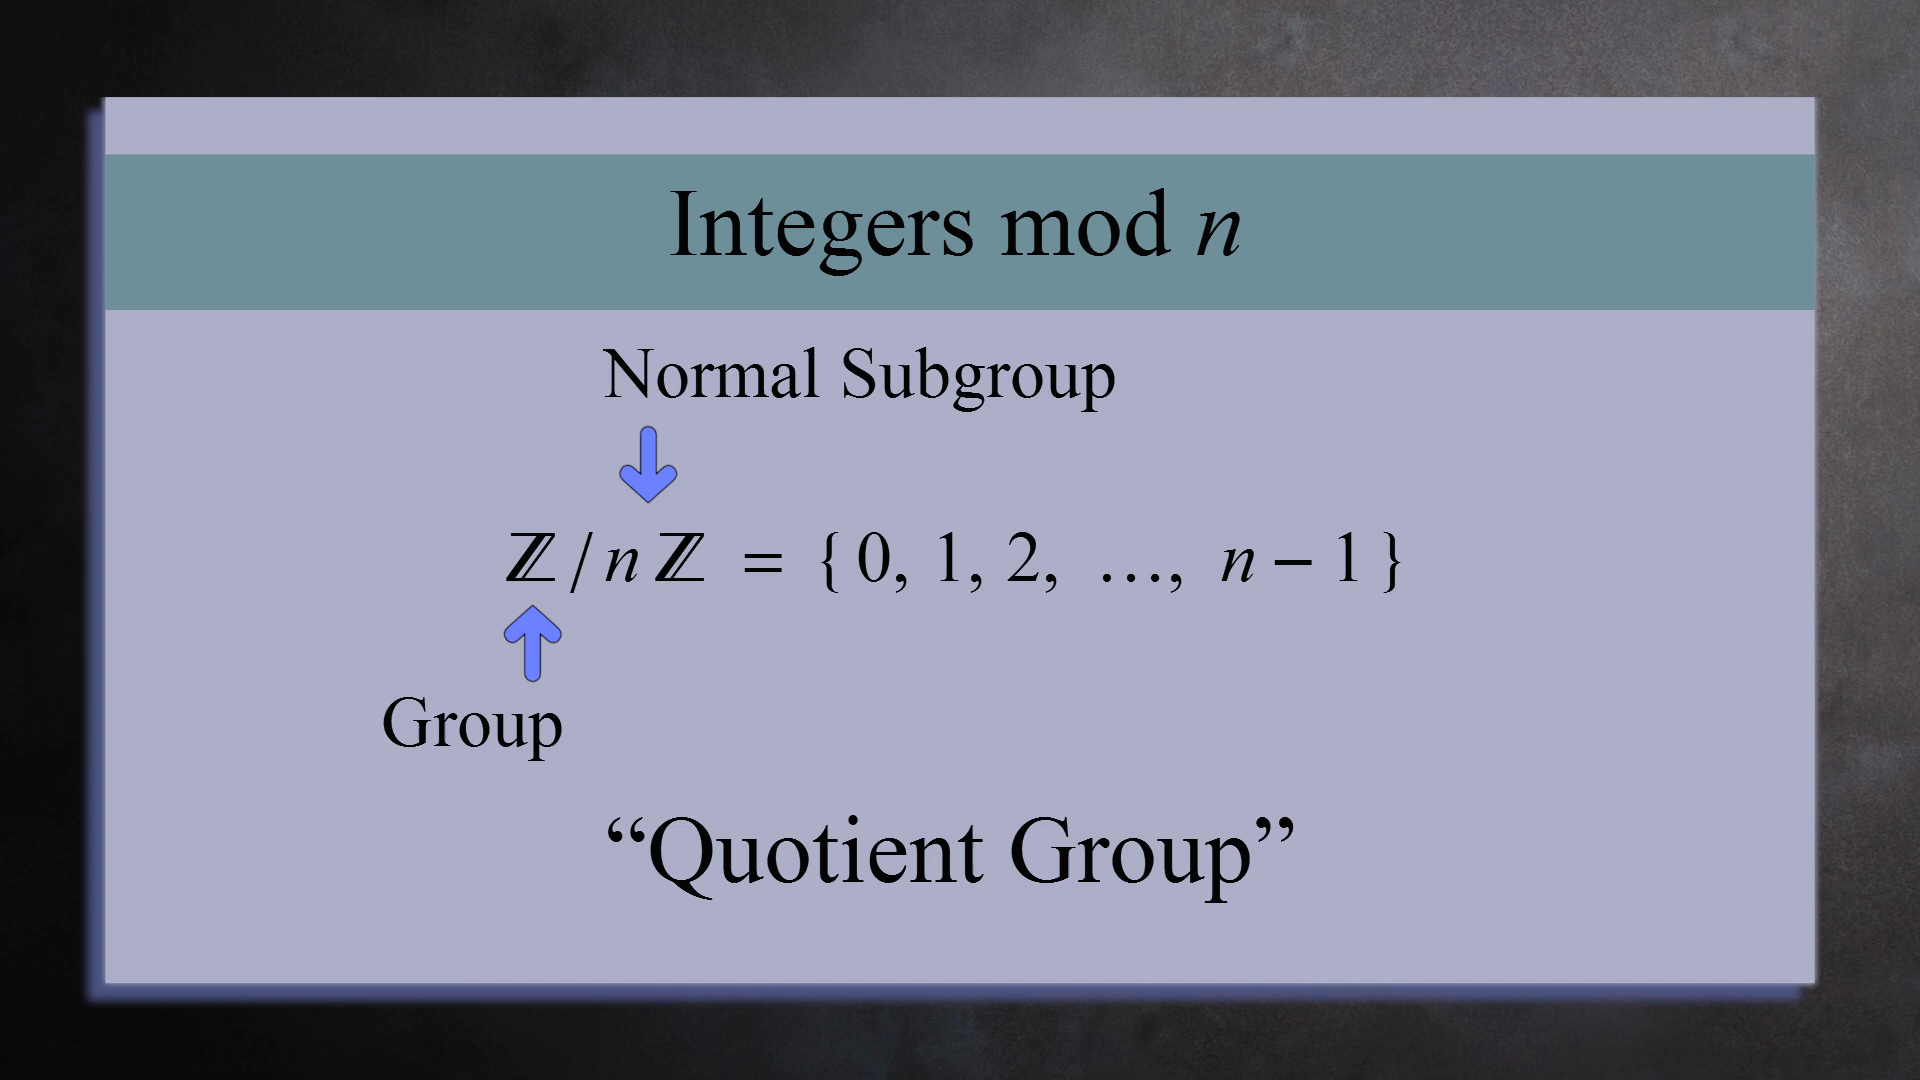 Integers mod n
Normal Subgroup
ℤ/nℤ = { 0, 1, 2, …, n − 1 }
Group
“Quotient Group”